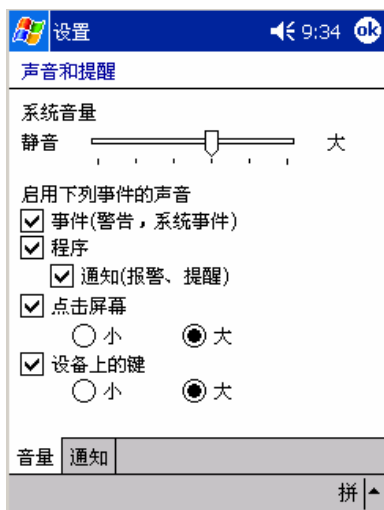 设置 9:34 ok
声音和提醒
系统音量
静音 大
启用下列事件的声音
事件(警告，系统事件)
程序
通知(报警、提醒)
点击屏幕
小 大
设备上的键
小 大
音量 通知
拼